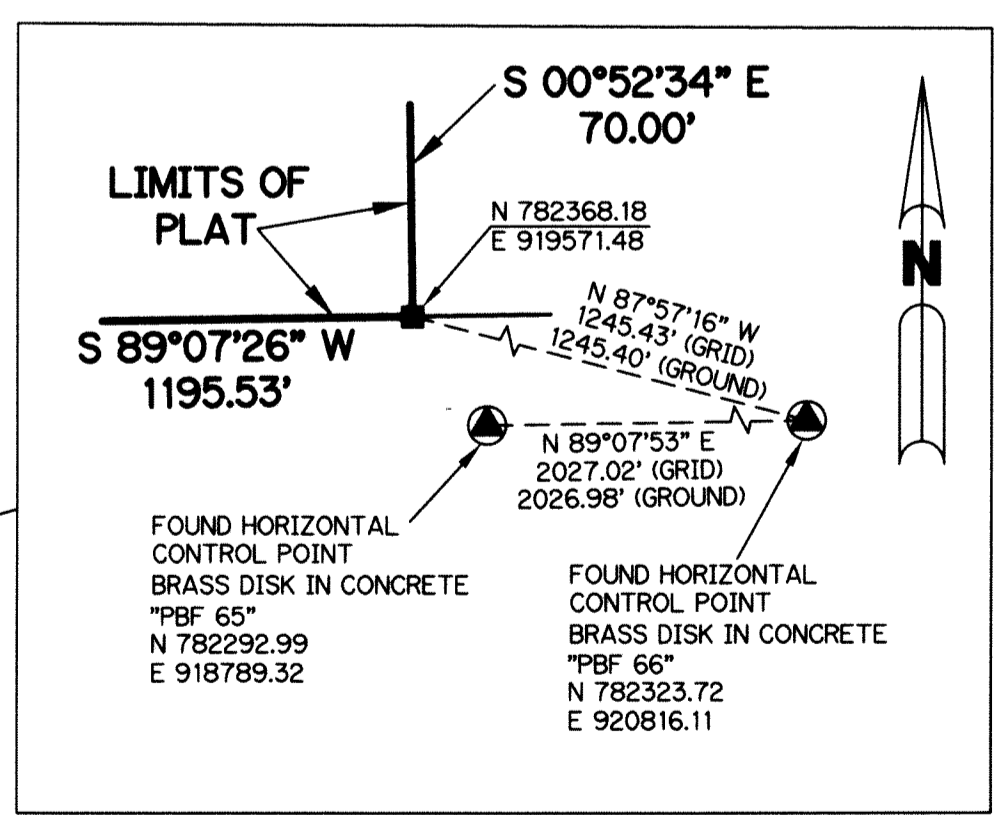 S 00°52'34" E
70.00'
LIMITS OF
PLAT
N 782368.18
E 919571.48
N 87°57'16" W
1245.43' (GRID)
1245.40' (GROUND)
N
S 89°07'26" W
1195.53'
N 89°07'53" E
2027.02' (GRID)
2026.98' (GROUND)
FOUND HORIZONTAL
CONTROL POINT
BRASS DISK IN CONCRETE
"PBF 65"
N 782292.99
E 918789.32
FOUND HORIZONTAL
CONTROL POINT
BRASS DISK IN CONCRETE
"PBF 66"
N 782323.72
E 920816.11